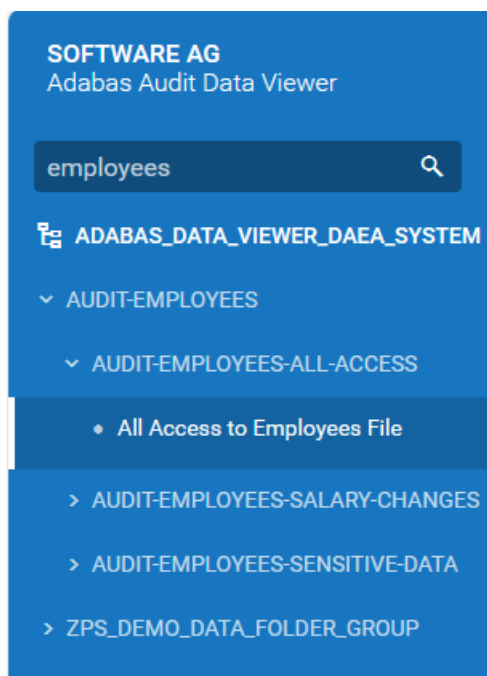 SOFTWARE AG
Adabas Audit Data Viewer
employees
ADABAS_DATA_VIEWER_DAEA_SYSTEM
AUDIT-EMPLOYEES
AUDIT-EMPLOYEES-ALL-ACCESS
All Access to Employees File
AUDIT-EMPLOYEES-SALARY-CHANGES
AUDIT-EMPLOYEES-SENSITIVE-DATA
ZPS_DEMO_DATA_FOLDER_GROUP